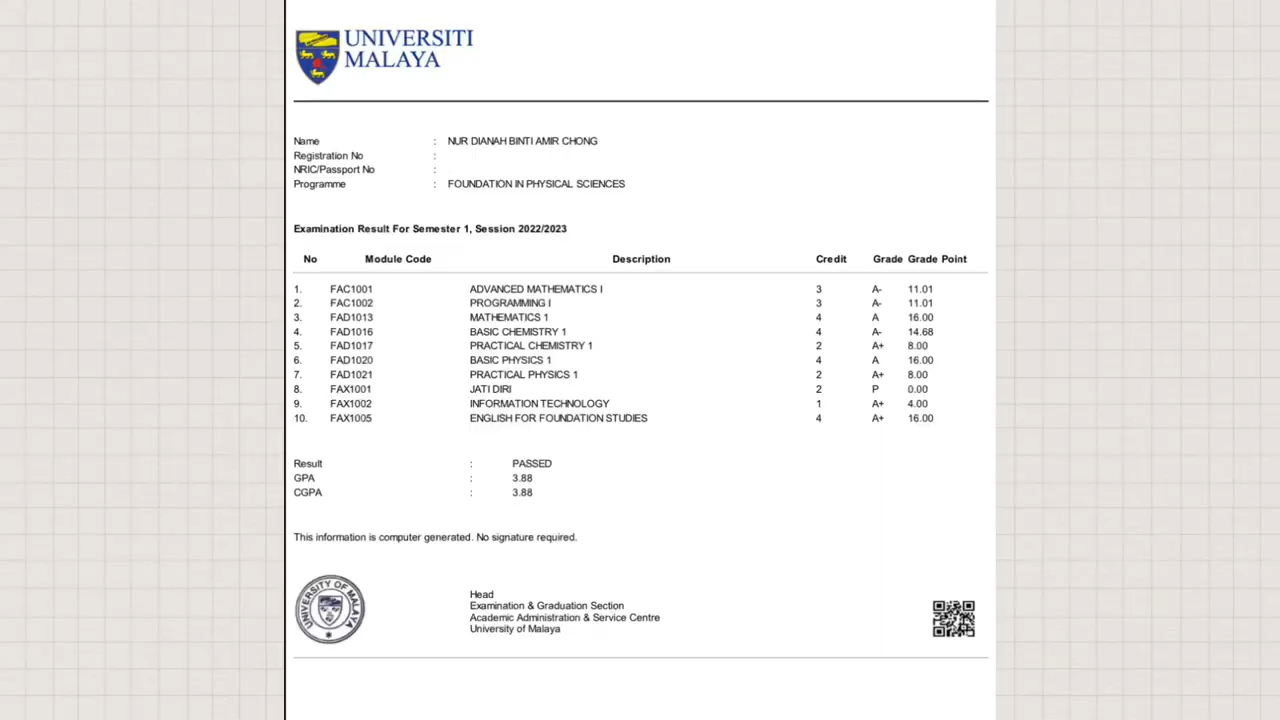 UNIVERSITI
MALAYA
Name : NUR DIANAH BINTI AMIR CHONG
Registration No :
NRIC/Passport No :
Programme : FOUNDATION IN PHYSICAL SCIENCES
Examination Result For Semester 1, Session 2022/2023
No Module Code Description Credit Grade Grade Point
1. FAC1001 ADVANCED MATHEMATICS I 3 A- 11.01
2. FAC1002 PROGRAMMING I 3 A- 11.01
3. FAD1013 MATHEMATICS 1 4 A 16.00
4. FAD1016 BASIC CHEMISTRY 1 4 A- 14.68
5. FAD1017 PRACTICAL CHEMISTRY 1 2 A+ 8.00
6. FAD1020 BASIC PHYSICS 1 4 A 16.00
7. FAD1021 PRACTICAL PHYSICS 1 2 A+ 8.00
8. FAX1001 JATI DIRI 2 P 0.00
9. FAX1002 INFORMATION TECHNOLOGY 1 A+ 4.00
10. FAX1005 ENGLISH FOR FOUNDATION STUDIES 4 A+ 16.00
Result : PASSED
GPA : 3.88
CGPA : 3.88
This information is computer generated. No signature required.
UNIVERSITY OF MALAYA
Head
Examination & Graduation Section
Academic Administration & Service Centre
University of Malaya